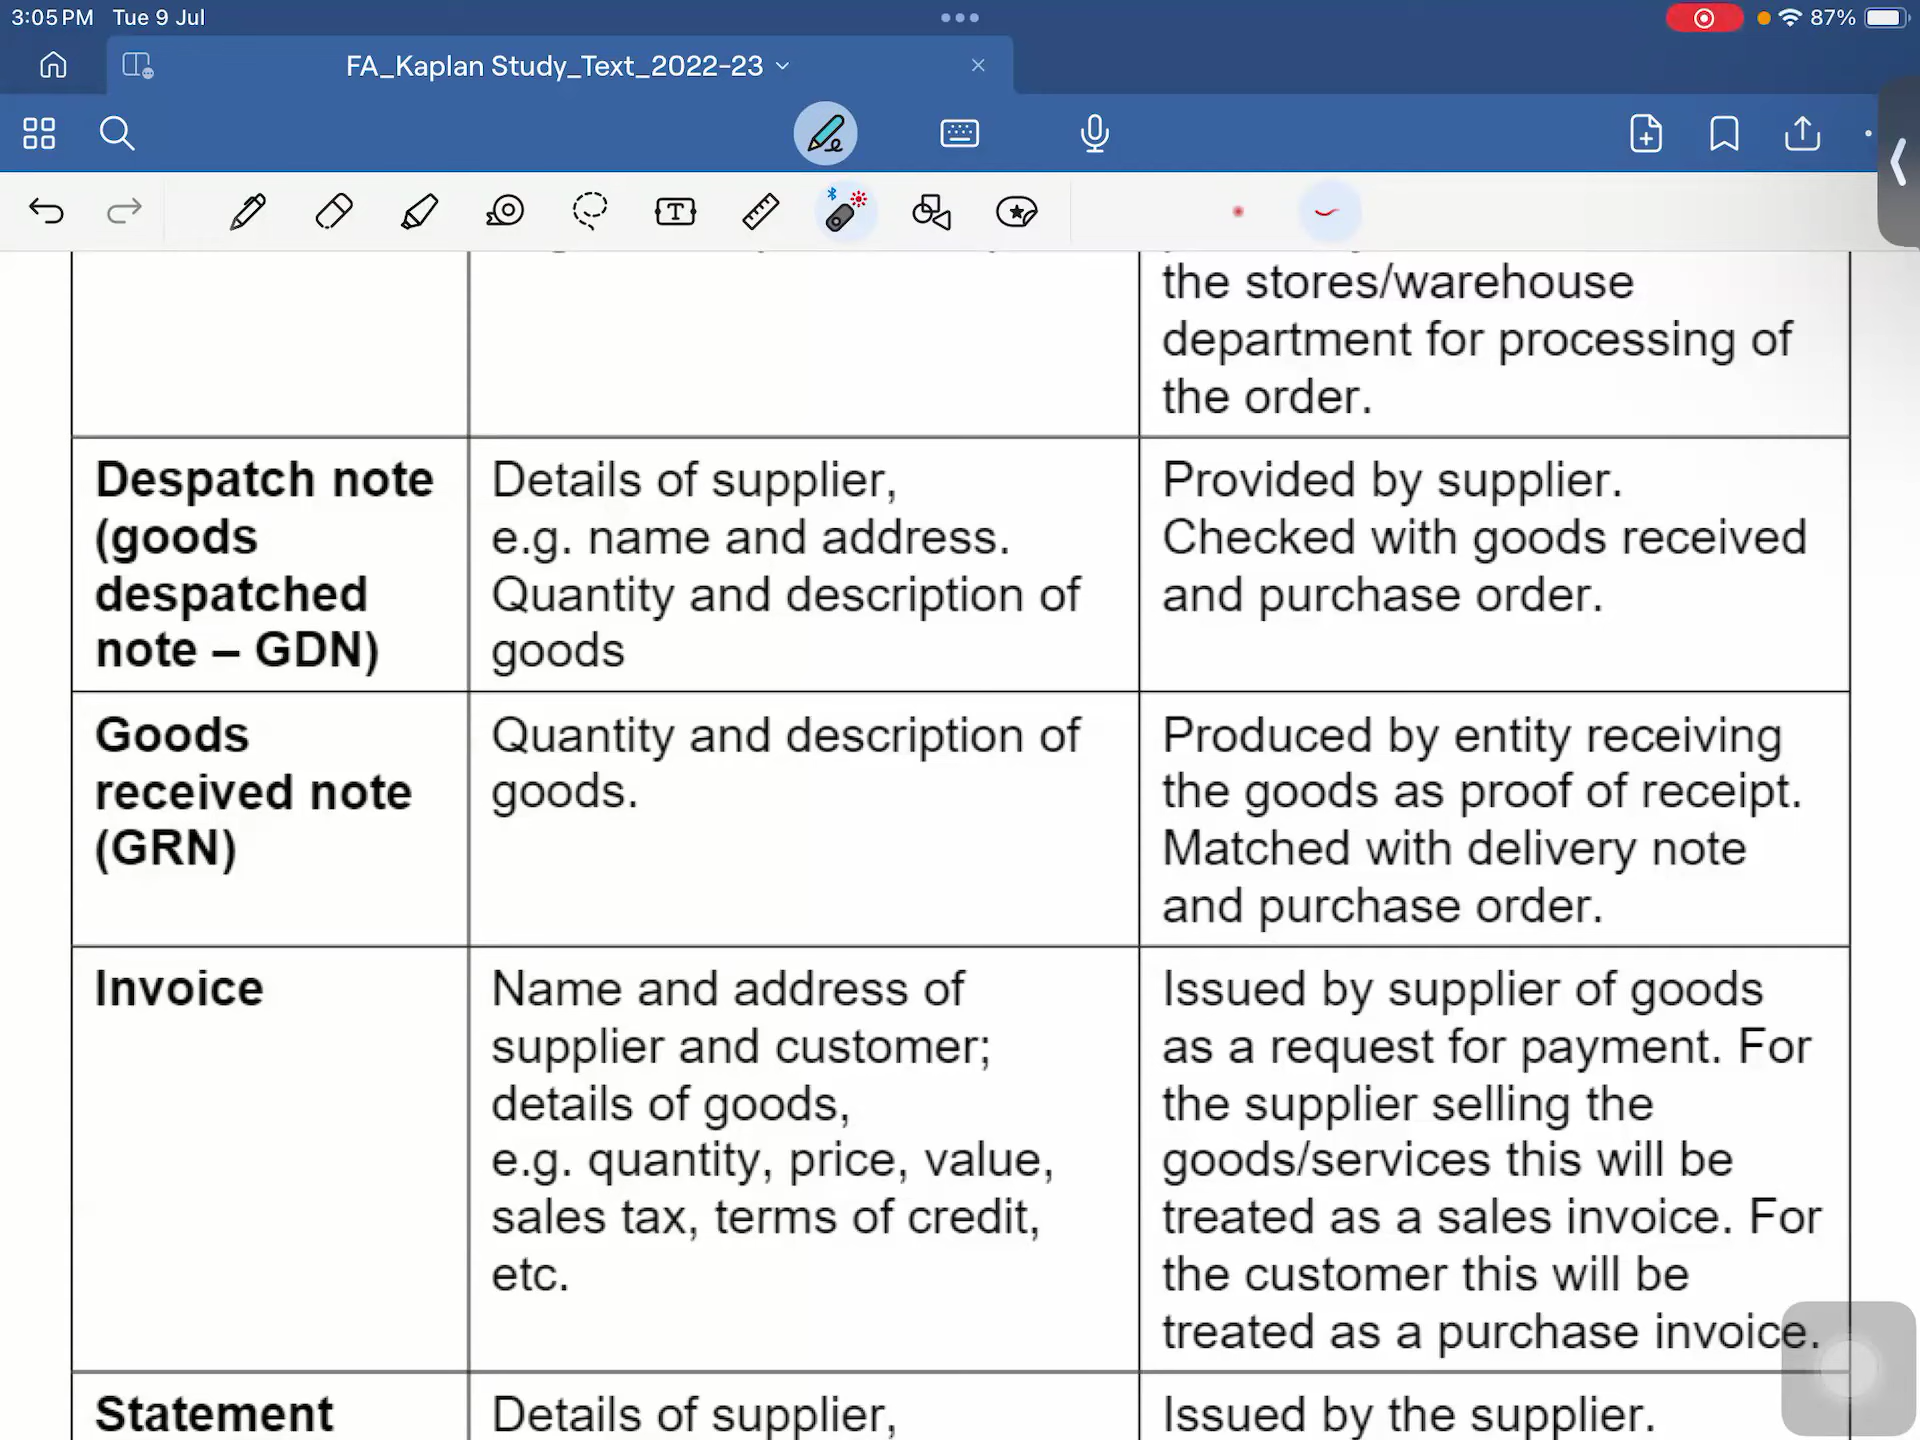 3:05 PM Tue 9 Jul
87%
FA_Kaplan Study_Text_2022-23
the stores/warehouse
department for processing of
the order.
Despatch note
(goods
despatched
note – GDN)
Details of supplier,
e.g. name and address.
Quantity and description of
goods
Provided by supplier.
Checked with goods received
and purchase order.
Goods
received note
(GRN)
Quantity and description of
goods.
Produced by entity receiving
the goods as proof of receipt.
Matched with delivery note
and purchase order.
Invoice
Name and address of
supplier and customer;
details of goods,
e.g. quantity, price, value,
sales tax, terms of credit,
etc.
Issued by supplier of goods
as a request for payment. For
the supplier selling the
goods/services this will be
treated as a sales invoice. For
the customer this will be
treated as a purchase invoice.
Statement
Details of supplier,
Issued by the supplier.